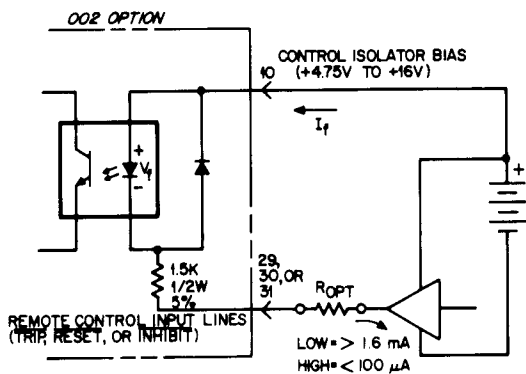 002 OPTION
CONTROL ISOLATOR BIAS
10 (+4.75V TO +16V)
If
+
Vf
-
+
1.5K
1/2W
5%
29,
30, OR
31
ROPT
REMOTE CONTROL INPUT LINES
(TRIP, RESET, OR INHIBIT)
LOW = > 1.6 mA
HIGH = < 100 μA